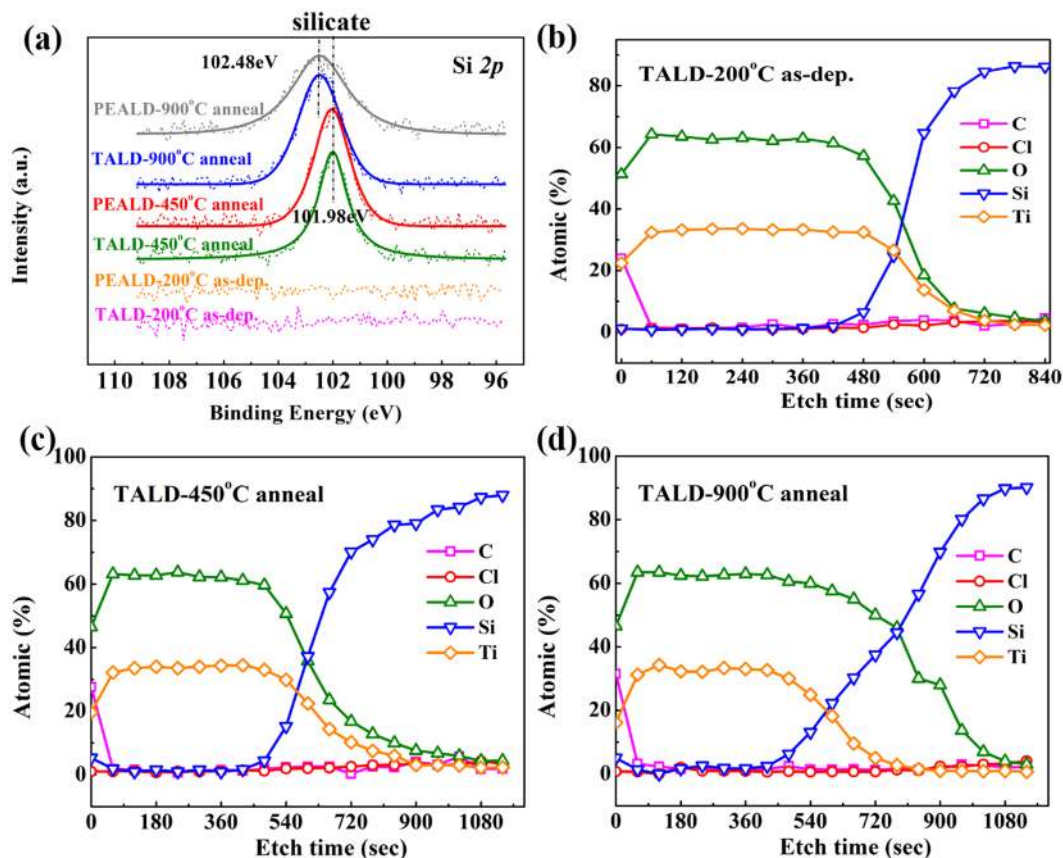 (a)
silicate
102.48eV
Si 2p
PEALD-900°C anneal
TALD-900°C anneal
PEALD-450°C anneal
101.98eV
TALD-450°C anneal
PEALD-200°C as-dep.
TALD-200°C as-dep.
Intensity (a.u.)
110 108 106 104 102 100 98 96
Binding Energy (eV)
(b)
TALD-200°C as-dep.
C
Cl
O
Si
Ti
Atomic (%)
80
60
40
20
0
0 120 240 360 480 600 720 840
Etch time (sec)
(c)
TALD-450°C anneal
C
Cl
O
Si
Ti
Atomic (%)
100
80
60
40
20
0
0 180 360 540 720 900 1080
Etch time (sec)
(d)
TALD-900°C anneal
C
Cl
O
Si
Ti
Atomic (%)
100
80
60
40
20
0
0 180 360 540 720 900 1080
Etch time (sec)